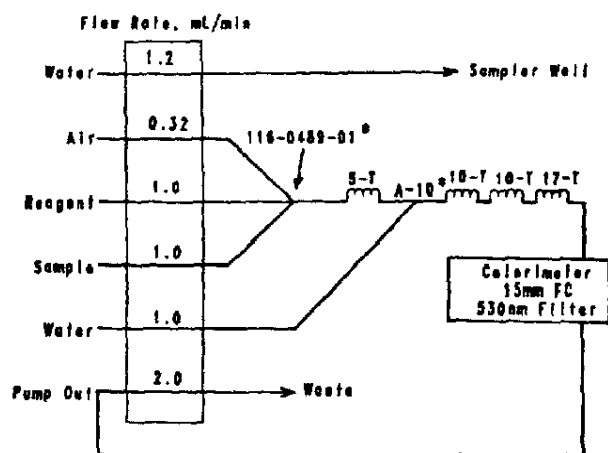 Flow Rate, mL/min
Water 1.2 Sampler Well
Air 0.32
116-0489-01*
Reagent 1.0
5-T A-10* 10-T 10-T 17-T
Sample 1.0
Water 1.0
Colorimeter
15mm FC
530nm Filter
Pump Out 2.0 Waste